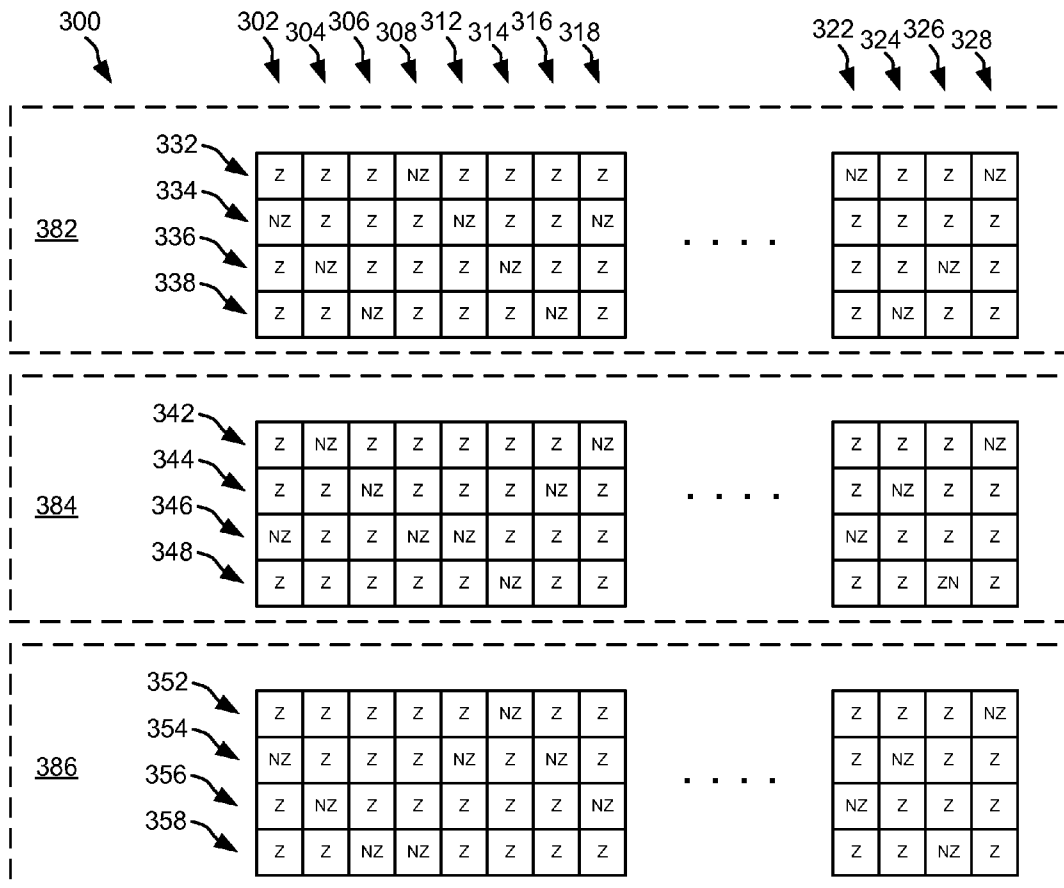 300 302 304 306 308 312 314 316 318 322 324 326 328
332 Z Z Z NZ Z Z Z Z NZ Z Z NZ
334 NZ Z Z Z NZ Z Z NZ Z Z Z Z
382 . . . .
336 Z NZ Z Z Z NZ Z Z Z Z NZ Z
338 Z Z NZ Z Z Z NZ Z Z NZ Z Z
342 Z NZ Z Z Z Z Z NZ Z Z Z NZ
344 Z Z NZ Z Z Z NZ Z Z NZ Z Z
384 . . . .
346 NZ Z Z NZ NZ Z Z Z NZ Z Z Z
348 Z Z Z Z Z NZ Z Z Z Z ZN Z
352 Z Z Z Z Z NZ Z Z Z Z Z NZ
354 NZ Z Z Z NZ Z NZ Z Z NZ Z Z
386 . . . .
356 Z NZ Z Z Z Z Z NZ NZ Z Z Z
358 Z Z NZ NZ Z Z Z Z Z Z NZ Z